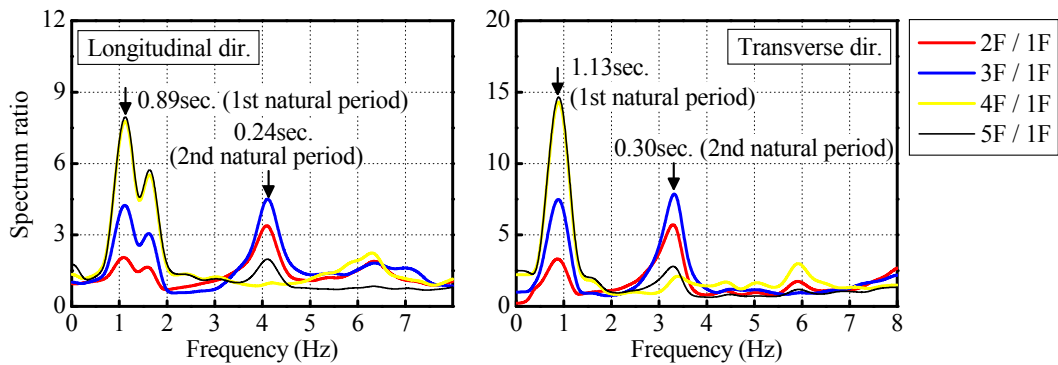 Spectrum ratio
12
9
6
3
0
Longitudinal dir.
0.89sec. (1st natural period)
0.24sec.
(2nd natural period)
0 1 2 3 4 5 6 7
Frequency (Hz)
20
15
10
5
0
Transverse dir.
1.13sec.
(1st natural period)
0.30sec. (2nd natural period)
0 1 2 3 4 5 6 7 8
Frequency (Hz)
2F / 1F
3F / 1F
4F / 1F
5F / 1F